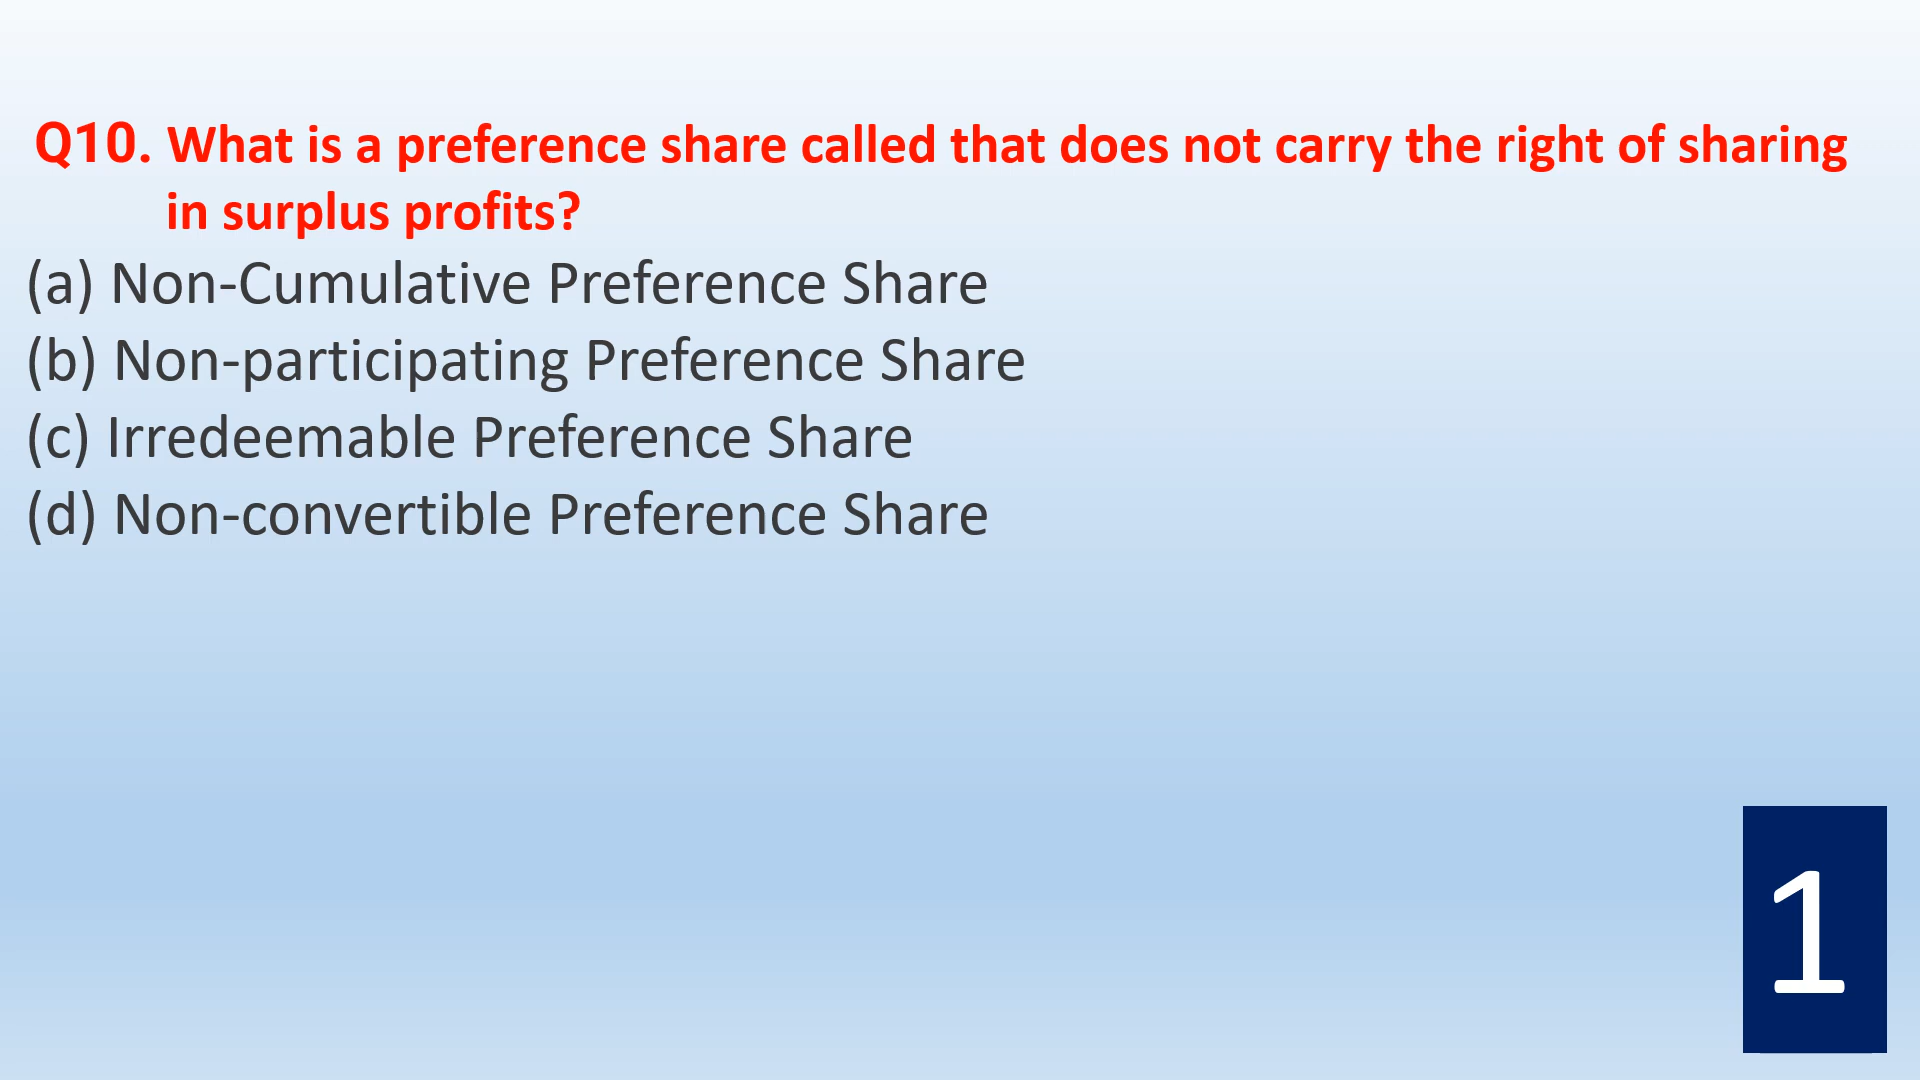 Q10. What is a preference share called that does not carry the right of sharing
in surplus profits?
(a) Non-Cumulative Preference Share
(b) Non-participating Preference Share
(c) Irredeemable Preference Share
(d) Non-convertible Preference Share
1